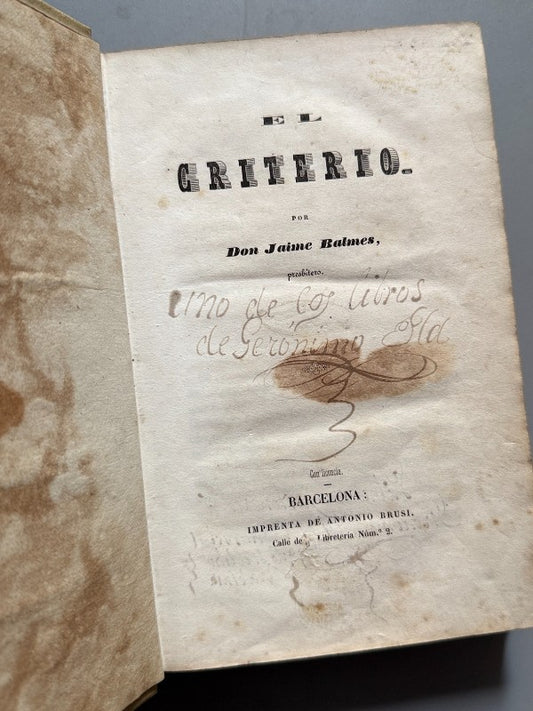 EL
CRITERIO.
POR
Don Jaime Balmes,
presbítero.
Uno de los libros
de Gerónimo
Con licencia.
BARCELONA:
IMPRENTA DE ANTONIO BRUSI.
Calle de Libretería Núm.º 2.